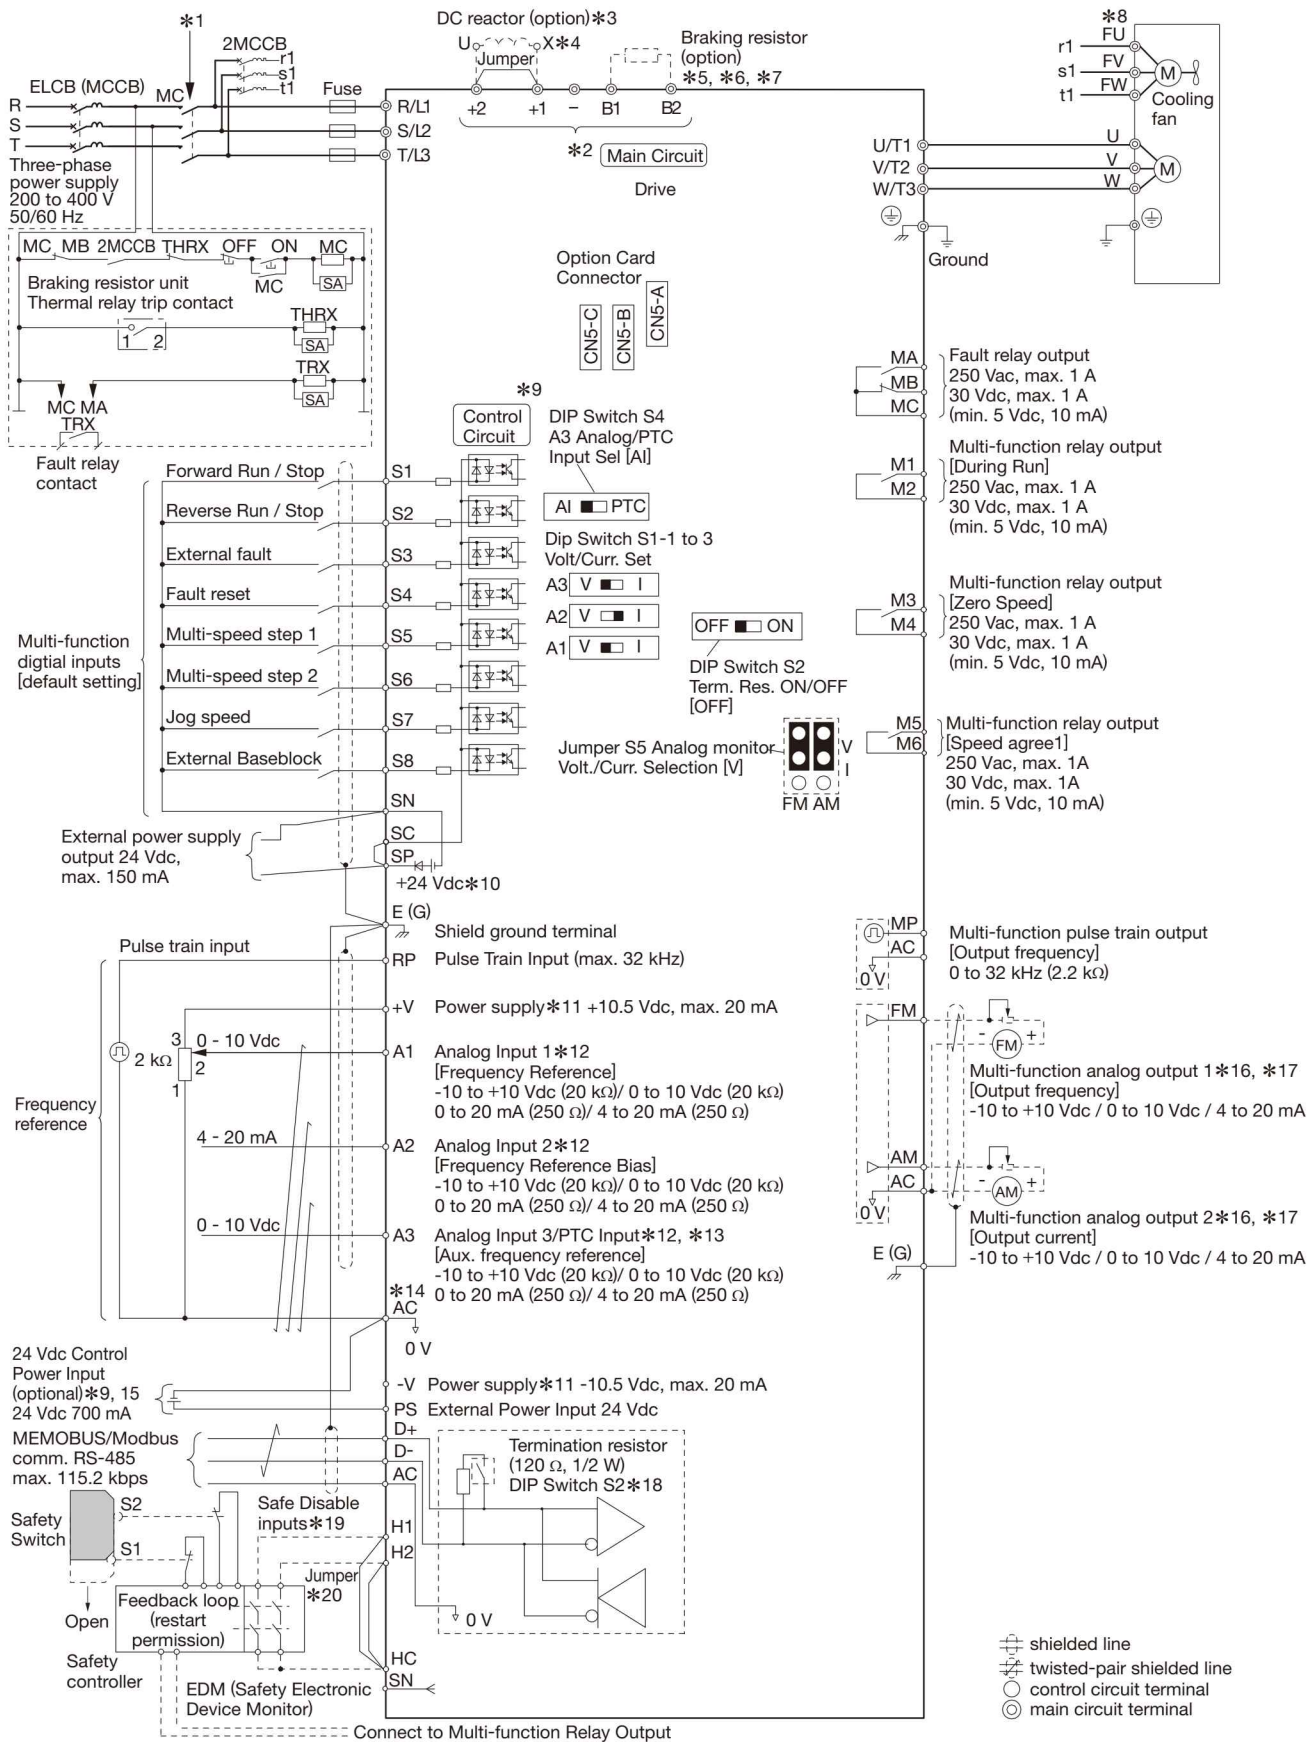 *1
DC reactor (option)*3
U X*4
Jumper
Braking resistor
(option)
*5, *6, *7
*8
FU
r1
FV
s1
FW
t1
M
Cooling
fan
2MCCB
r1
s1
t1
ELCB (MCCB)
MC
Fuse
R
S
T
R/L1
S/L2
T/L3
+2 +1 – B1 B2
*2
Main Circuit
Drive
U/T1
V/T2
W/T3
U
V
W
M
Ground
Three-phase
power supply
200 to 400 V
50/60 Hz
MC MB 2MCCB THRX OFF ON MC
SA
MC
Braking resistor unit
Thermal relay trip contact
1 2
THRX
SA
TRX
SA
MC MA
TRX
Fault relay
contact
Option Card
Connector
CN5-C
CN5-B
CN5-A
*9
Control
Circuit
DIP Switch S4
A3 Analog/PTC
Input Sel [AI]
AI PTC
Dip Switch S1-1 to 3
Volt/Curr. Set
A3 V I
A2 V I
A1 V I
OFF ON
DIP Switch S2
Term. Res. ON/OFF
[OFF]
Jumper S5 Analog monitor
Volt./Curr. Selection [V]
V
I
FM AM
MA
MB
MC
Fault relay output
250 Vac, max. 1 A
30 Vdc, max. 1 A
(min. 5 Vdc, 10 mA)
M1
M2
Multi-function relay output
[During Run]
250 Vac, max. 1 A
30 Vdc, max. 1 A
(min. 5 Vdc, 10 mA)
M3
M4
Multi-function relay output
[Zero Speed]
250 Vac, max. 1 A
30 Vdc, max. 1 A
(min. 5 Vdc, 10 mA)
M5
M6
Multi-function relay output
[Speed agree1]
250 Vac, max. 1A
30 Vdc, max. 1A
(min. 5 Vdc, 10 mA)
Multi-function
digtial inputs
[default setting]
Forward Run / Stop S1
Reverse Run / Stop S2
External fault S3
Fault reset S4
Multi-speed step 1 S5
Multi-speed step 2 S6
Jog speed S7
External Baseblock S8
SN
SC
SP
External power supply
output 24 Vdc,
max. 150 mA
+24 Vdc*10
E (G)
Shield ground terminal
Pulse train input
RP Pulse Train Input (max. 32 kHz)
+V Power supply*11 +10.5 Vdc, max. 20 mA
Frequency
reference
2 kΩ
3
2
1
0 - 10 Vdc
A1 Analog Input 1*12
[Frequency Reference]
-10 to +10 Vdc (20 kΩ)/ 0 to 10 Vdc (20 kΩ)
0 to 20 mA (250 Ω)/ 4 to 20 mA (250 Ω)
4 - 20 mA
A2 Analog Input 2*12
[Frequency Reference Bias]
-10 to +10 Vdc (20 kΩ)/ 0 to 10 Vdc (20 kΩ)
0 to 20 mA (250 Ω)/ 4 to 20 mA (250 Ω)
0 - 10 Vdc
A3 Analog Input 3/PTC Input*12, *13
[Aux. frequency reference]
-10 to +10 Vdc (20 kΩ)/ 0 to 10 Vdc (20 kΩ)
0 to 20 mA (250 Ω)/ 4 to 20 mA (250 Ω)
*14
AC
0 V
MP
AC
0 V
Multi-function pulse train output
[Output frequency]
0 to 32 kHz (2.2 kΩ)
FM
- +
FM
Multi-function analog output 1*16, *17
[Output frequency]
-10 to +10 Vdc / 0 to 10 Vdc / 4 to 20 mA
AM
AC
0 V
- +
AM
Multi-function analog output 2*16, *17
[Output current]
-10 to +10 Vdc / 0 to 10 Vdc / 4 to 20 mA
E (G)
24 Vdc Control
Power Input
(optional)*9, 15
24 Vdc 700 mA
-V Power supply*11 -10.5 Vdc, max. 20 mA
PS External Power Input 24 Vdc
MEMOBUS/Modbus
comm. RS-485
max. 115.2 kbps
D+
D-
AC
Termination resistor
(120 Ω, 1/2 W)
DIP Switch S2*18
0 V
Safety
Switch
S2
S1
Open
Safe Disable
inputs*19
H1
H2
Jumper
*20
Feedback loop
(restart
permission)
Safety
controller
HC
SN
EDM (Safety Electronic
Device Monitor)
Connect to Multi-function Relay Output
shielded line
twisted-pair shielded line
control circuit terminal
main circuit terminal